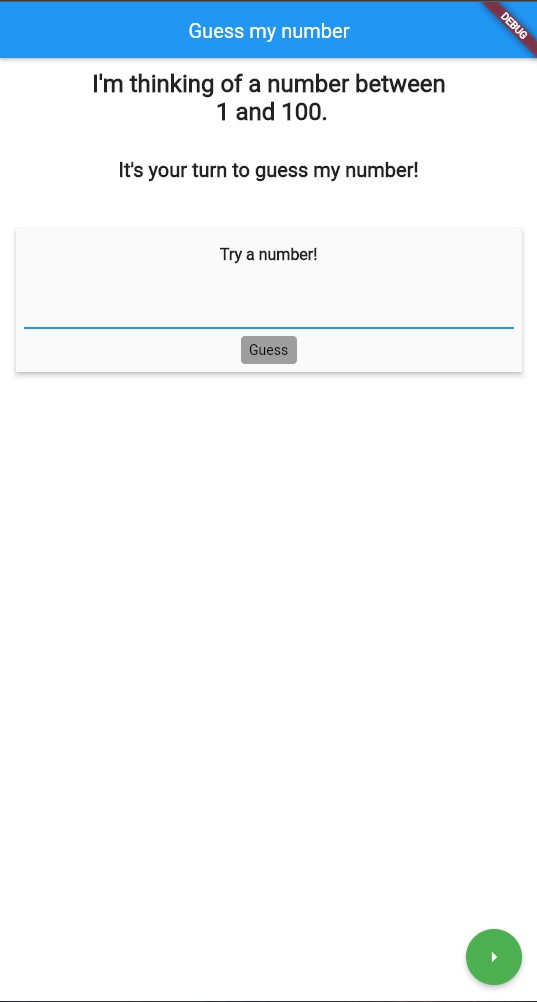 Guess my number
DEBUG
I'm thinking of a number between
1 and 100.
It's your turn to guess my number!
Try a number!
Guess